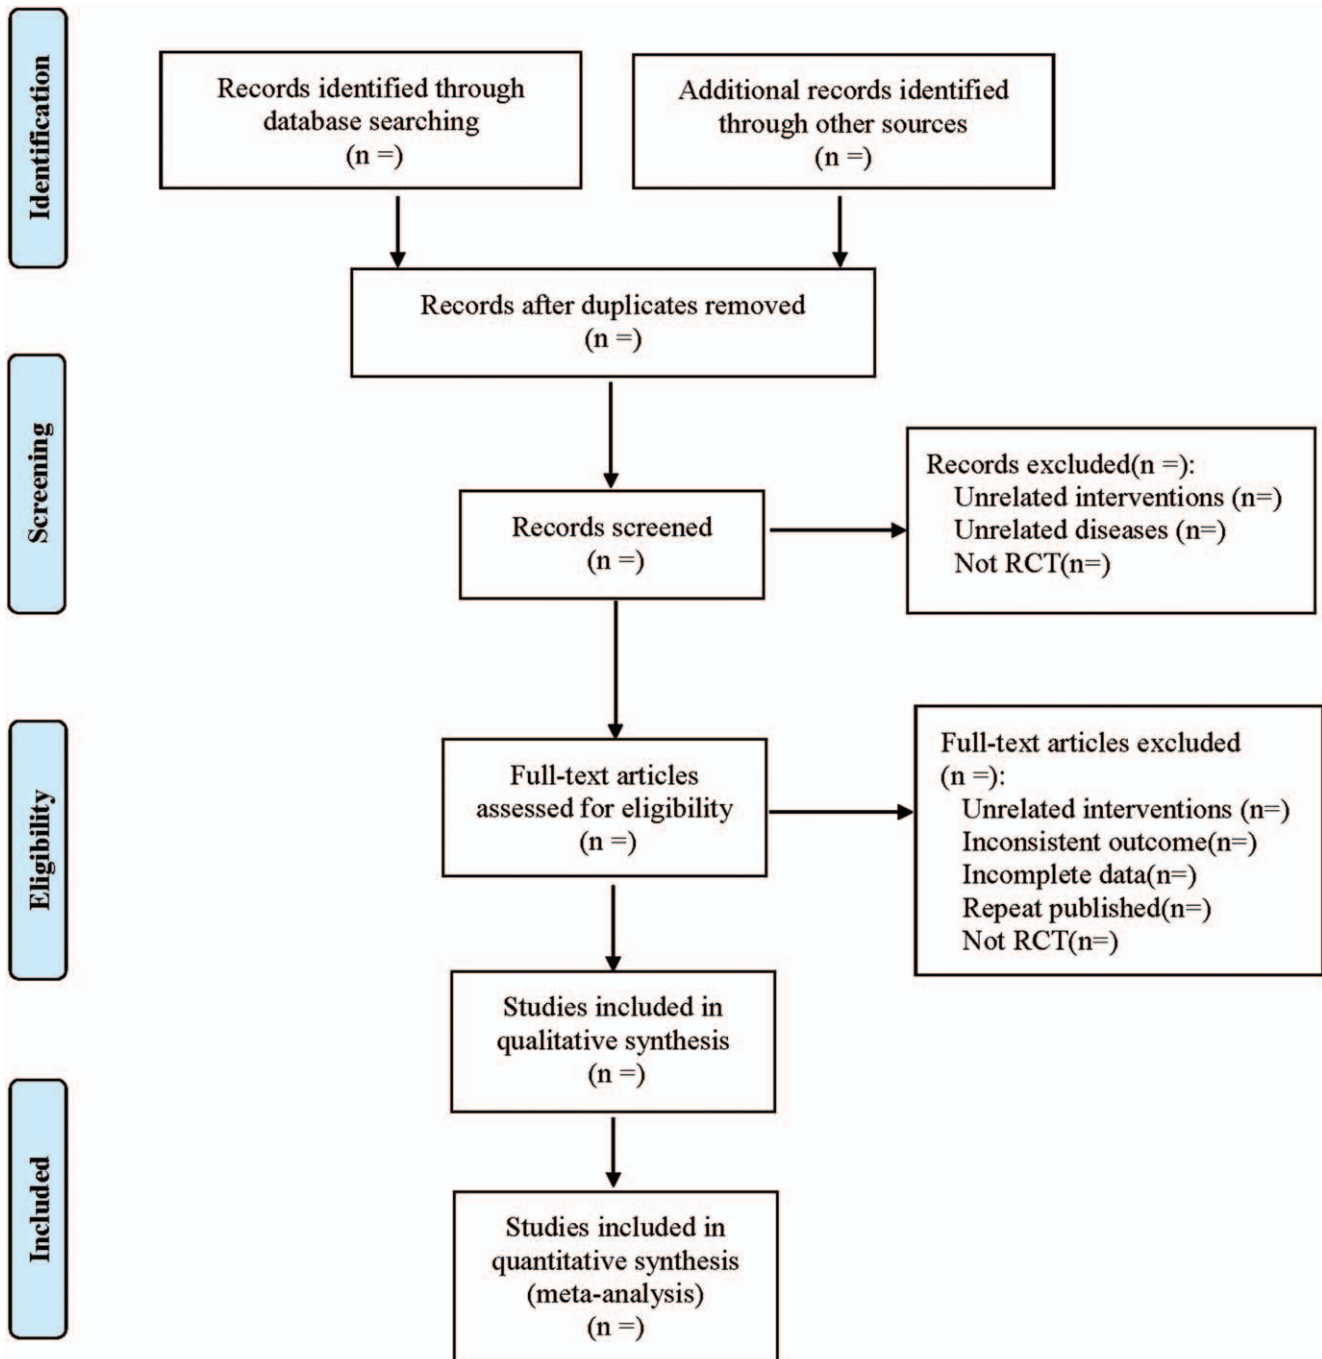 Identification
Records identified through
database searching
(n =)
Additional records identified
through other sources
(n =)
Records after duplicates removed
(n =)
Screening
Records screened
(n =)
Records excluded(n =):
Unrelated interventions (n=)
Unrelated diseases (n=)
Not RCT(n=)
Eligibility
Full-text articles
assessed for eligibility
(n =)
Full-text articles excluded
(n =):
Unrelated interventions (n=)
Inconsistent outcome(n=)
Incomplete data(n=)
Repeat published(n=)
Not RCT(n=)
Studies included in
qualitative synthesis
(n =)
Included
Studies included in
quantitative synthesis
(meta-analysis)
(n =)